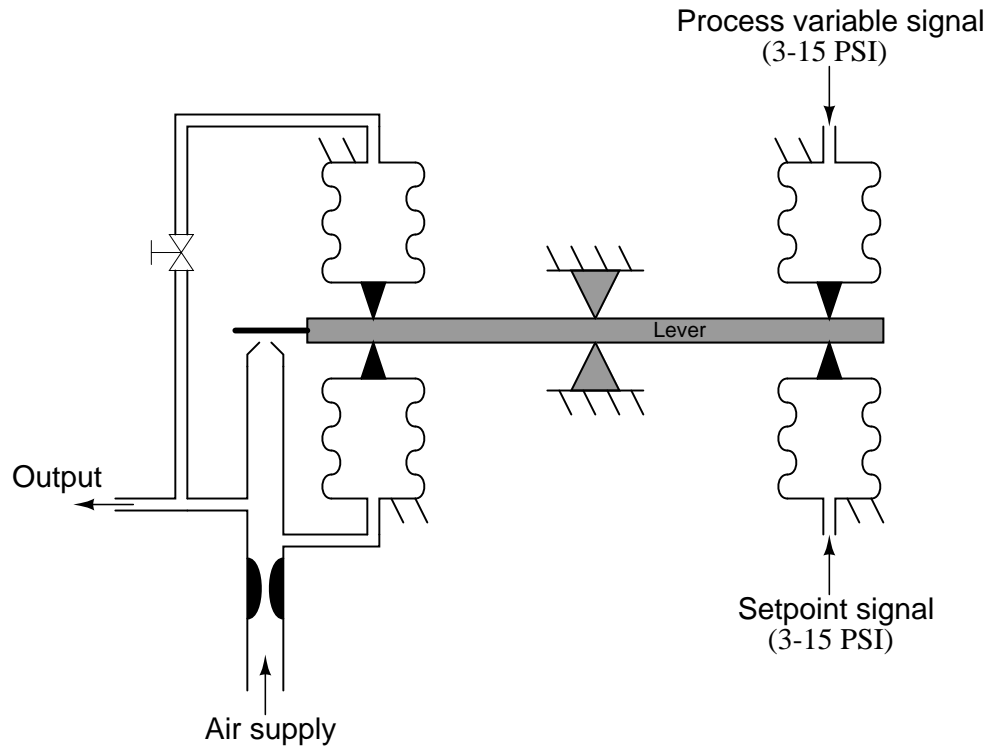 Process variable signal
(3-15 PSI)
Lever
Output
Setpoint signal
(3-15 PSI)
Air supply